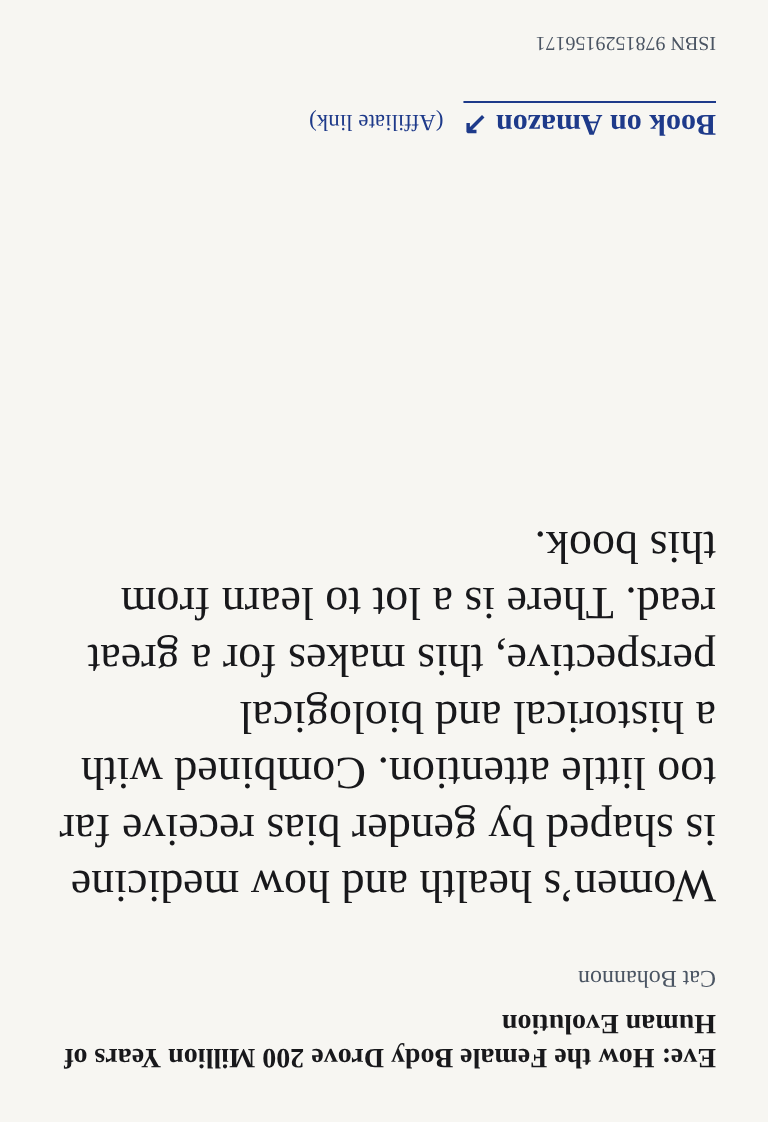 Eve: How the Female Body Drove 200 Million Years of
Human Evolution
Cat Bohannon
Women’s health and how medicine
is shaped by gender bias receive far
too little attention. Combined with
a historical and biological
perspective, this makes for a great
read. There is a lot to learn from
this book.
Book on Amazon ↗ (Affiliate link)
ISBN 9781529156171